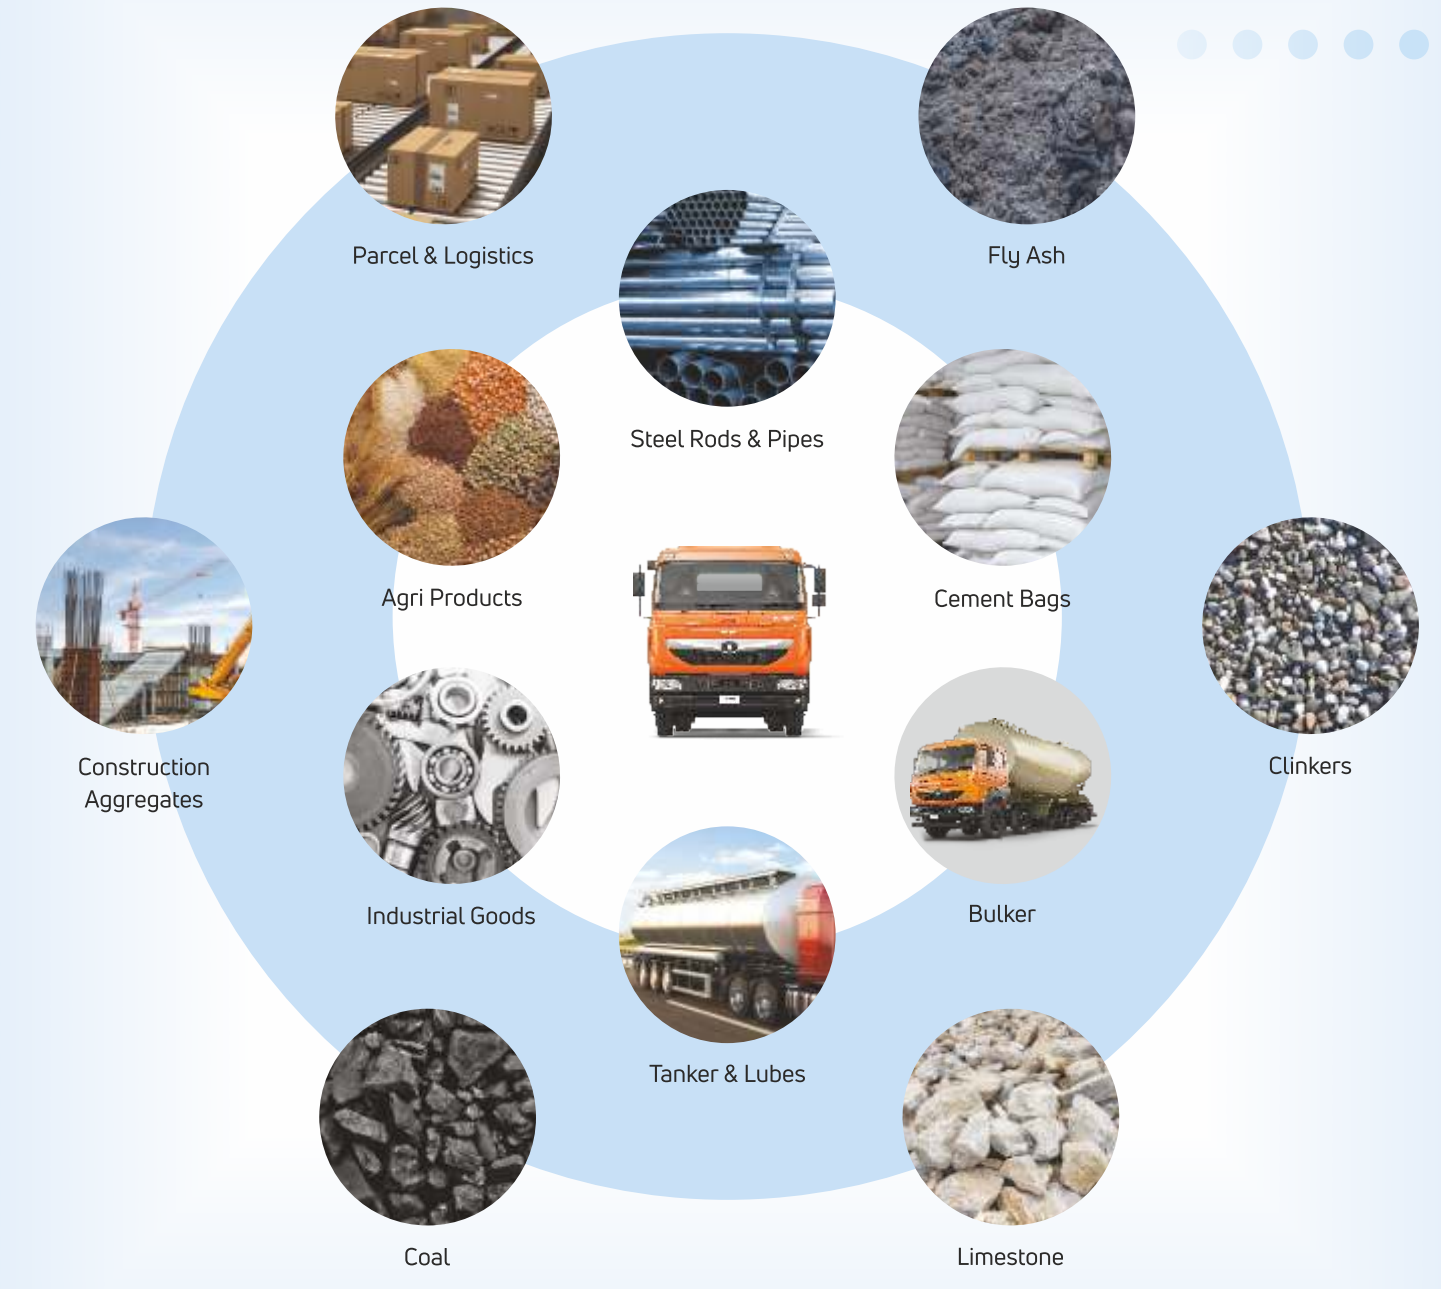 Parcel & Logistics
Fly Ash
Steel Rods & Pipes
Agri Products
Cement Bags
Construction
Aggregates
Clinkers
Industrial Goods
Bulker
Tanker & Lubes
Coal
Limestone